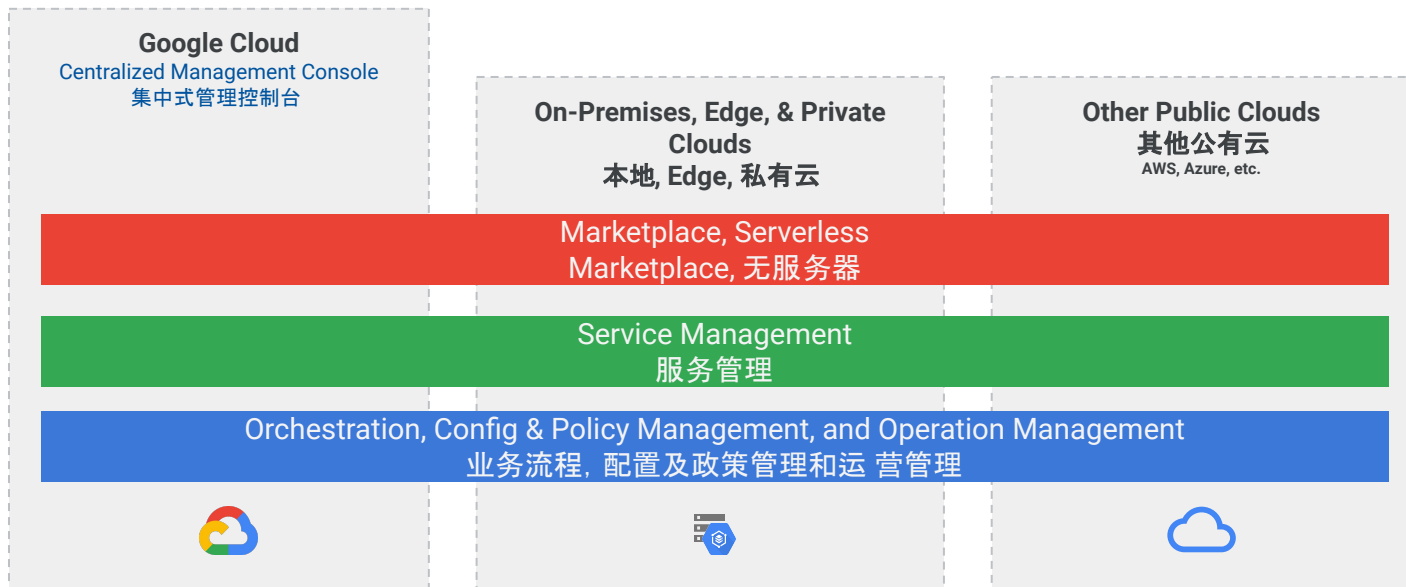 Google Cloud
Centralized Management Console
集中式管理控制台
On-Premises, Edge, & Private
Clouds
本地, Edge, 私有云
Other Public Clouds
其他公有云
AWS, Azure, etc.
Marketplace, Serverless
Marketplace, 无服务器
Service Management
服务管理
Orchestration, Config & Policy Management, and Operation Management
业务流程, 配置及政策管理和运 营管理